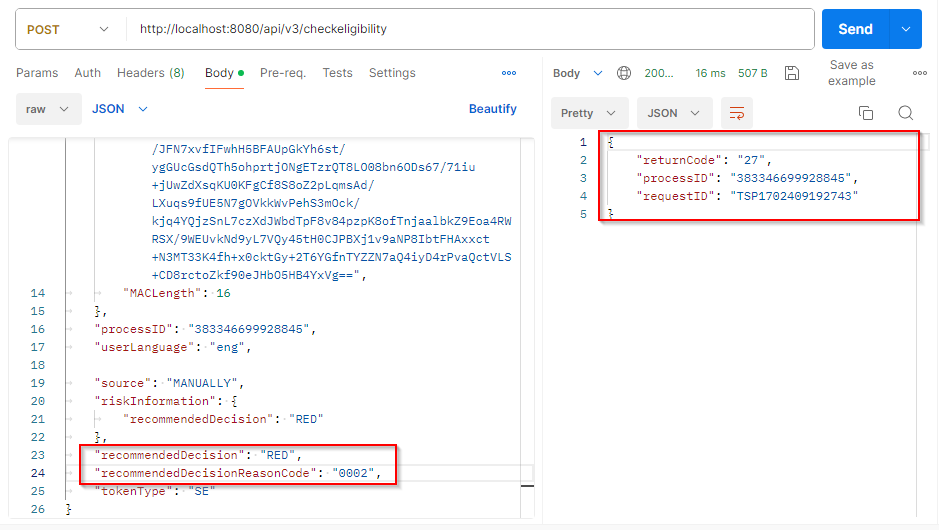 POST http://localhost:8080/api/v3/checkeligibility Send
Params Auth Headers (8) Body Pre-req. Tests Settings
raw JSON Beautify
/JFN7xvfIFwhH5BFAUpGkYh6st/
ygGUcGsdQTh5ohprtjONgETzrQT8LO08bn6ODs67/71iu
+jUwZdXsqKU0KFgCf8S8oZ2pLqmsAd/
LXuqs9fUE5N7gOVkkWvPehS3mOck/
kjq4YQjzSnL7czXdJWbdTpF8v84pzpK8ofTnjaalbkZ9Eoa4RW
RSX/9WEUvkNd9yL7VQy45tH0CJPBXj1v9aNP8IbtFHAxxct
+N3MT33K4fh+x0cktGy+2T6YGfnTYZZN7aQ4iyD4rPvaQctVLS
+CD8rctoZkf90eJHbO5HB4YxVg==",
14 "MACLength": 16
15 },
16 "processID": "383346699928845",
17 "userLanguage": "eng",
18
19 "source": "MANUALLY",
20 "riskInformation": {
21 "recommendedDecision": "RED"
22 },
23 "recommendedDecision": "RED",
24 "recommendedDecisionReasonCode": "0002",
25 "tokenType": "SE"
26 }
Body 200... 16 ms 507 B Save as
example
Pretty JSON
1 {
2 "returnCode": "27",
3 "processID": "383346699928845",
4 "requestID": "TSP1702409192743"
5 }